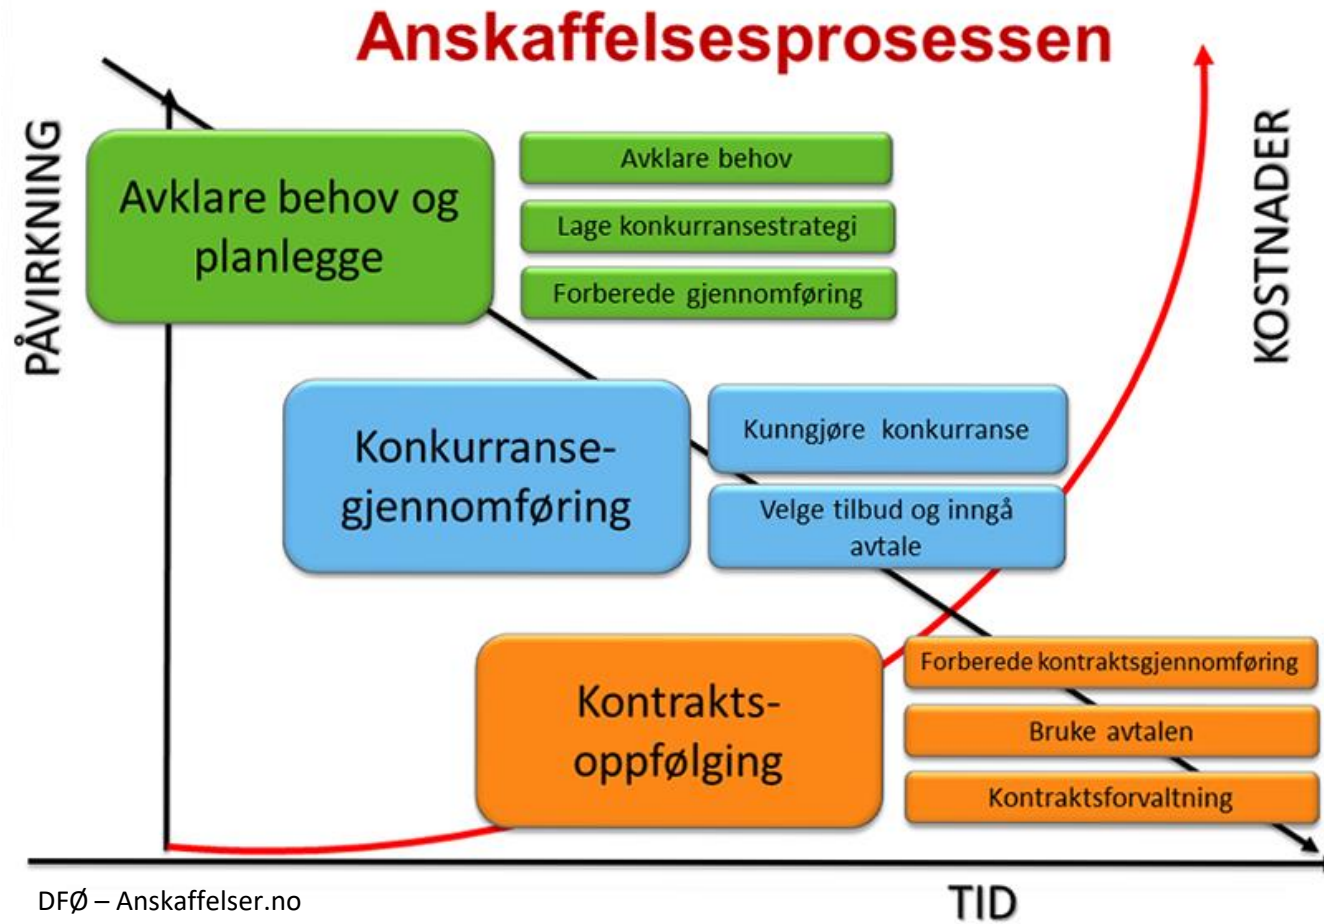 Anskaffelsesprosessen
PÅVIRKNING
KOSTNADER
Avklare behov og
planlegge
Avklare behov
Lage konkurransestrategi
Forberede gjennomføring
Konkurranse-
gjennomføring
Kunngjøre konkurranse
Velge tilbud og inngå
avtale
Kontrakts-
oppfølging
Forberede kontraktsgjennomføring
Bruke avtalen
Kontraktsforvaltning
DFØ – Anskaffelser.no
TID